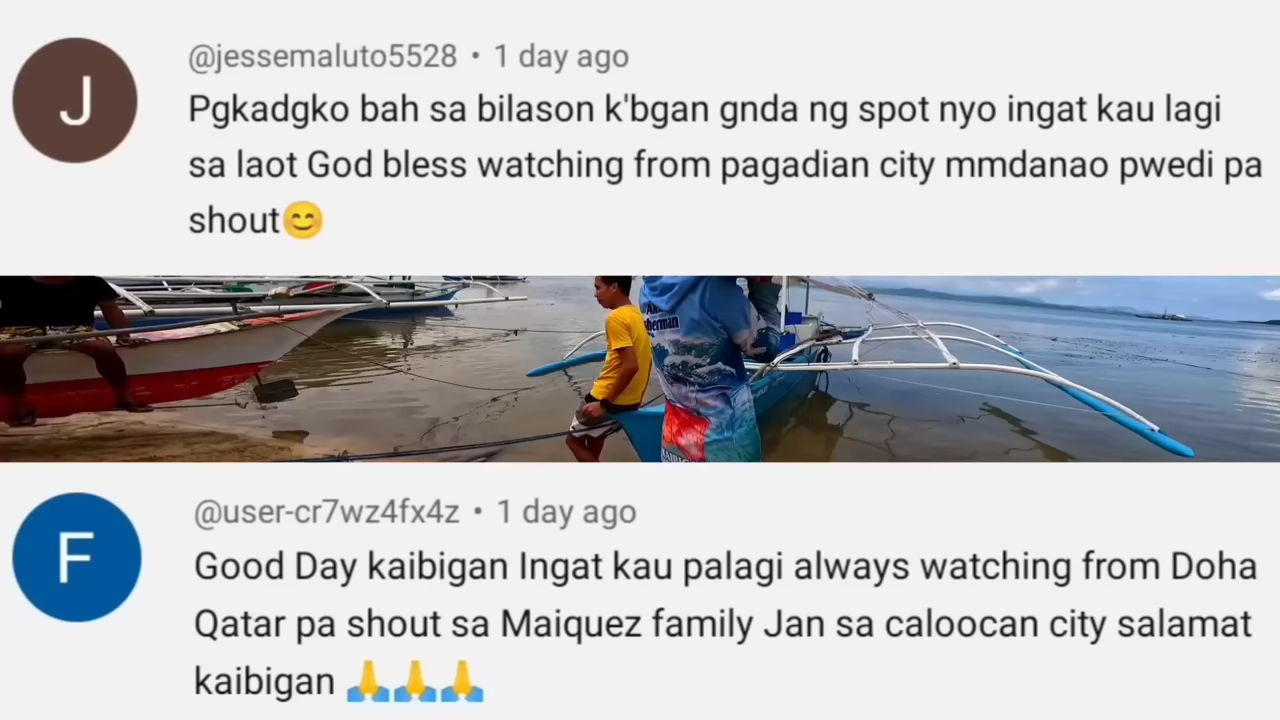 J
@jessemaluto5528 • 1 day ago
Pgkadgko bah sa bilason k'bgan gnda ng spot nyo ingat kau lagi
sa laot God bless watching from pagadian city mmdanao pwedi pa
shout😊
sherman
F
@user-cr7wz4fx4z • 1 day ago
Good Day kaibigan Ingat kau palagi always watching from Doha
Qatar pa shout sa Maiquez family Jan sa caloocan city salamat
kaibigan 🙏🙏🙏